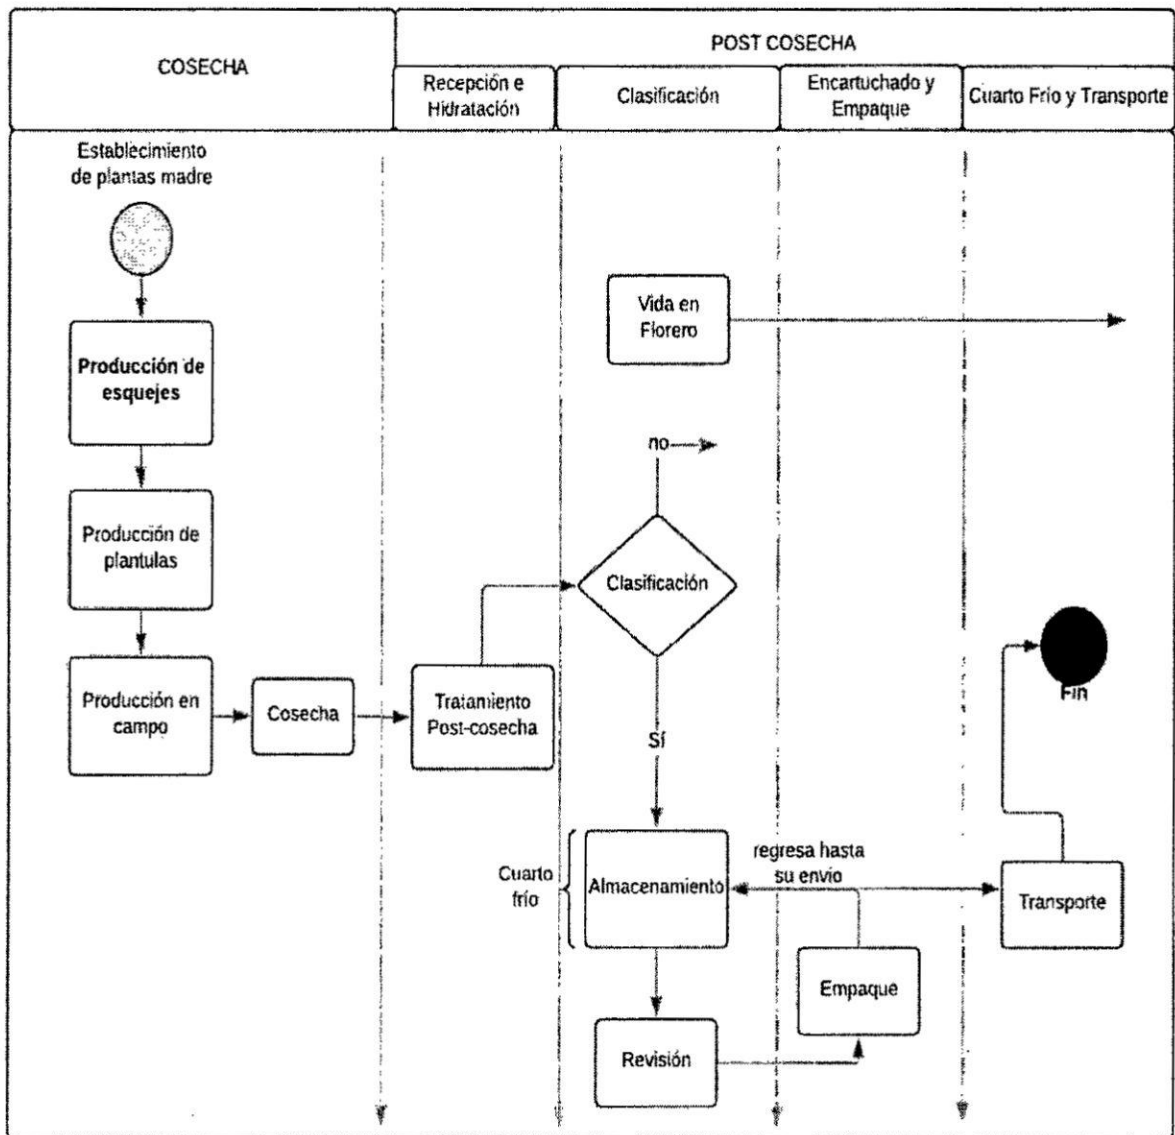 COSECHA
POST COSECHA
Recepción e
Hidratación
Clasificación
Encartuchado y
Empaque
Cuarto Frío y Transporte
Establecimiento
de plantas madre
Vida en
Florero
Producción de
esquejes
no
Producción de
plantulas
Clasificación
Producción en
campo
Cosecha
Tratamiento
Post-cosecha
Fin
Sí
Cuarto
frío
Almacenamiento
regresa hasta
su envio
Transporte
Empaque
Revisión